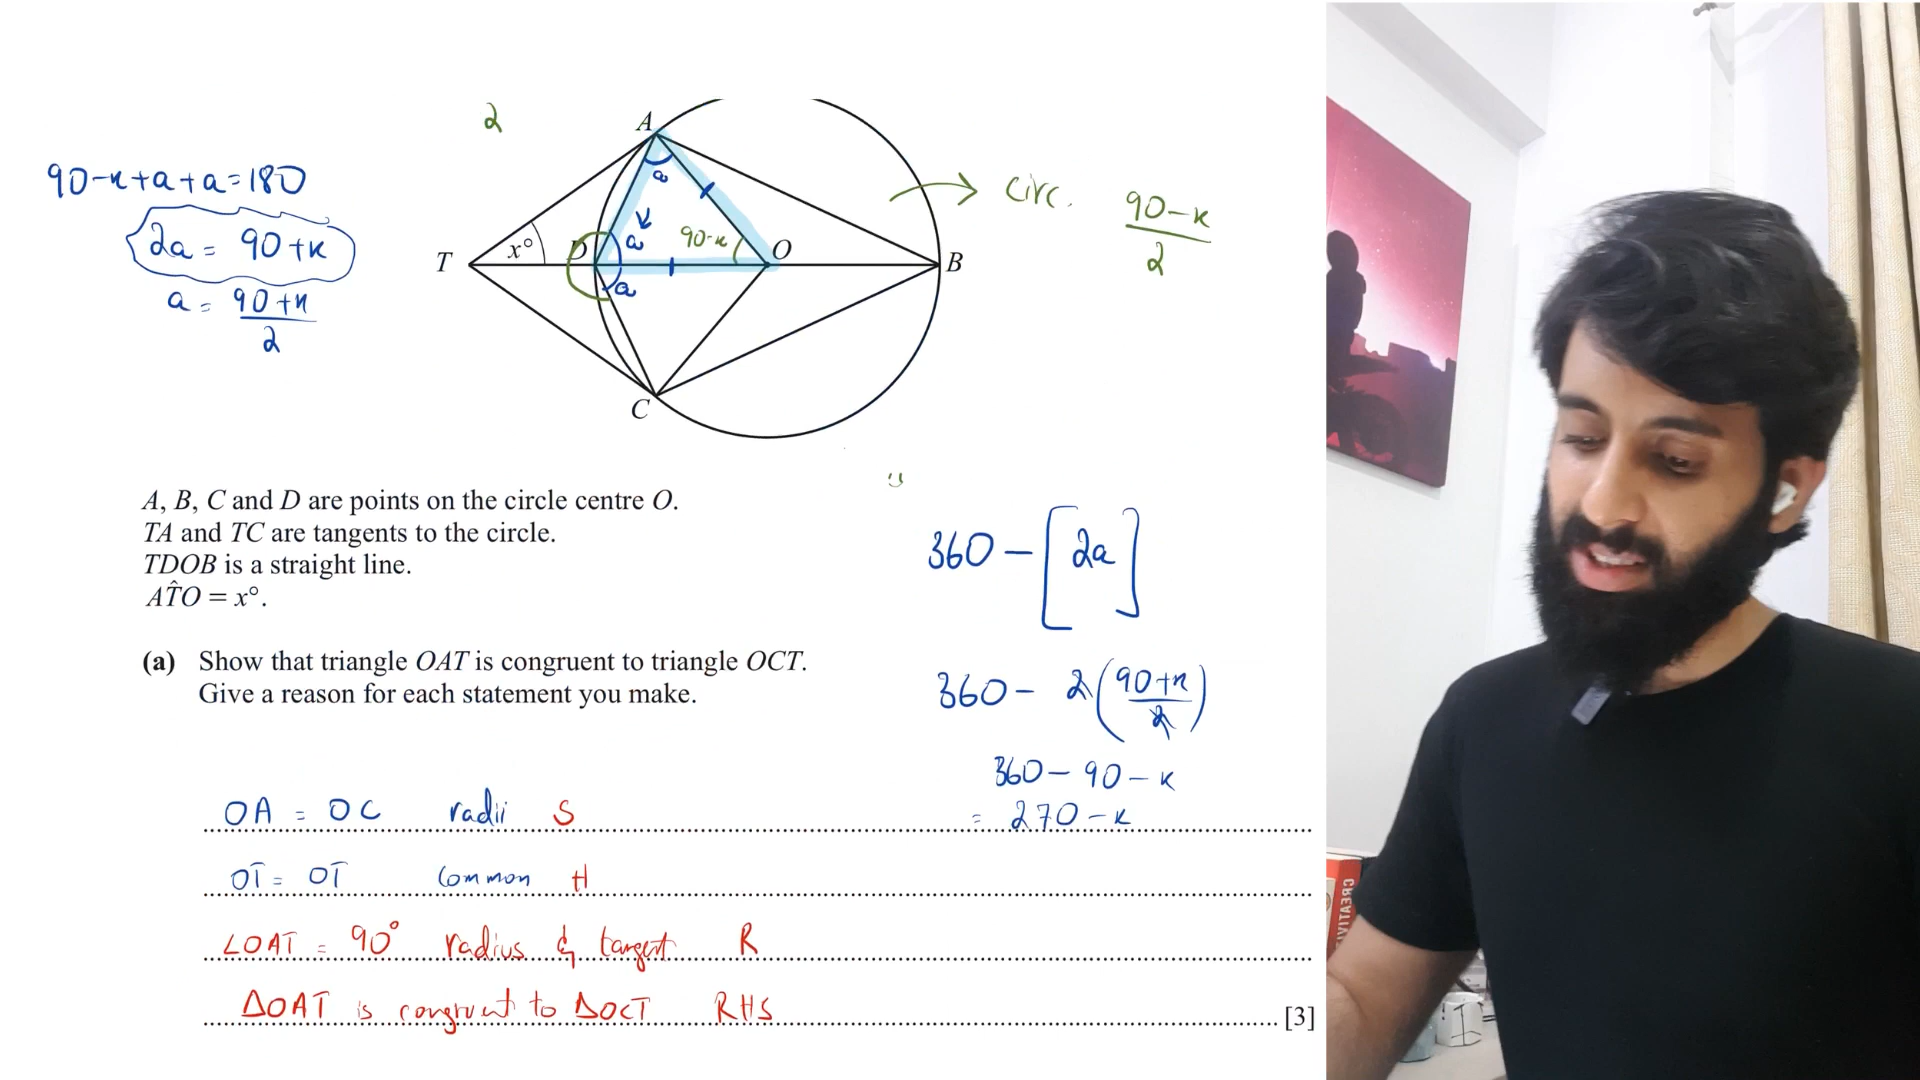 2
A
90-x+a+a=180
2a = 90+x
a = 90+x
2
a
a
90-x
x°
T
D
O
B
a
C
circ.
90-x
2
A, B, C and D are points on the circle centre O.
TA and TC are tangents to the circle.
TDOB is a straight line.
AT̂O = x°.
360 - [2a]
(a) Show that triangle OAT is congruent to triangle OCT.
Give a reason for each statement you make.
360 - 2(90+x
2)
360 - 90 - x
= 270 - x
OA = OC radii S
OT = OT Common H
∠OAT = 90° radius & tangent R
ΔOAT is congruent to ΔOCT RHS
[3]
CREATIV